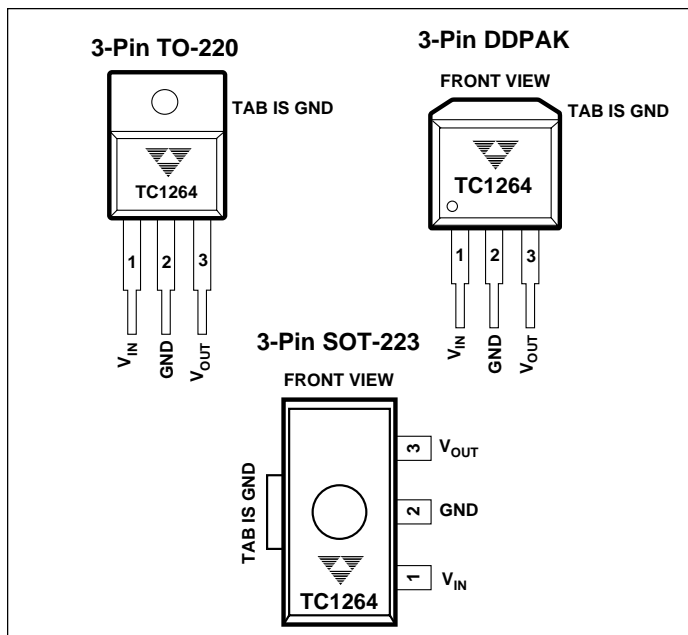 3-Pin TO-220
TAB IS GND
TC1264
1 2 3
VIN GND VOUT
3-Pin DDPAK
FRONT VIEW
TAB IS GND
TC1264
1 2 3
VIN GND VOUT
3-Pin SOT-223
FRONT VIEW
TAB IS GND
3 VOUT
2 GND
1 VIN
TC1264